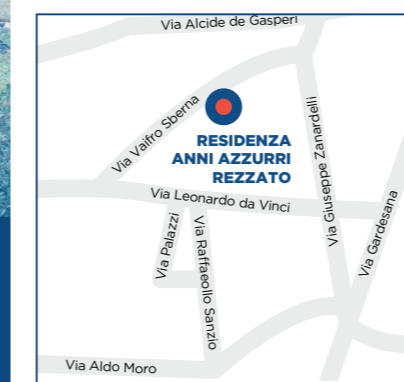 Via Alcide de Gasperi
Via Vaifro Sberna
RESIDENZA
ANNI AZZURRI
REZZATO
Via Giuseppe Zanardelli
Via Leonardo da Vinci
Via Gardesana
Via Palazzi
Via Raffaeollo Sanzio
Via Aldo Moro